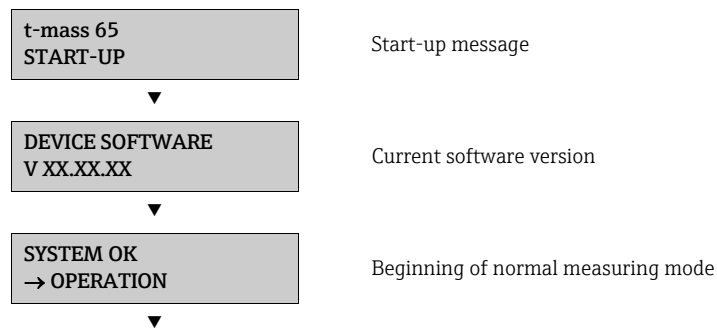 t-mass 65
START-UP
Start-up message
▼
DEVICE SOFTWARE
V XX.XX.XX
Current software version
▼
SYSTEM OK
→ OPERATION
Beginning of normal measuring mode
▼